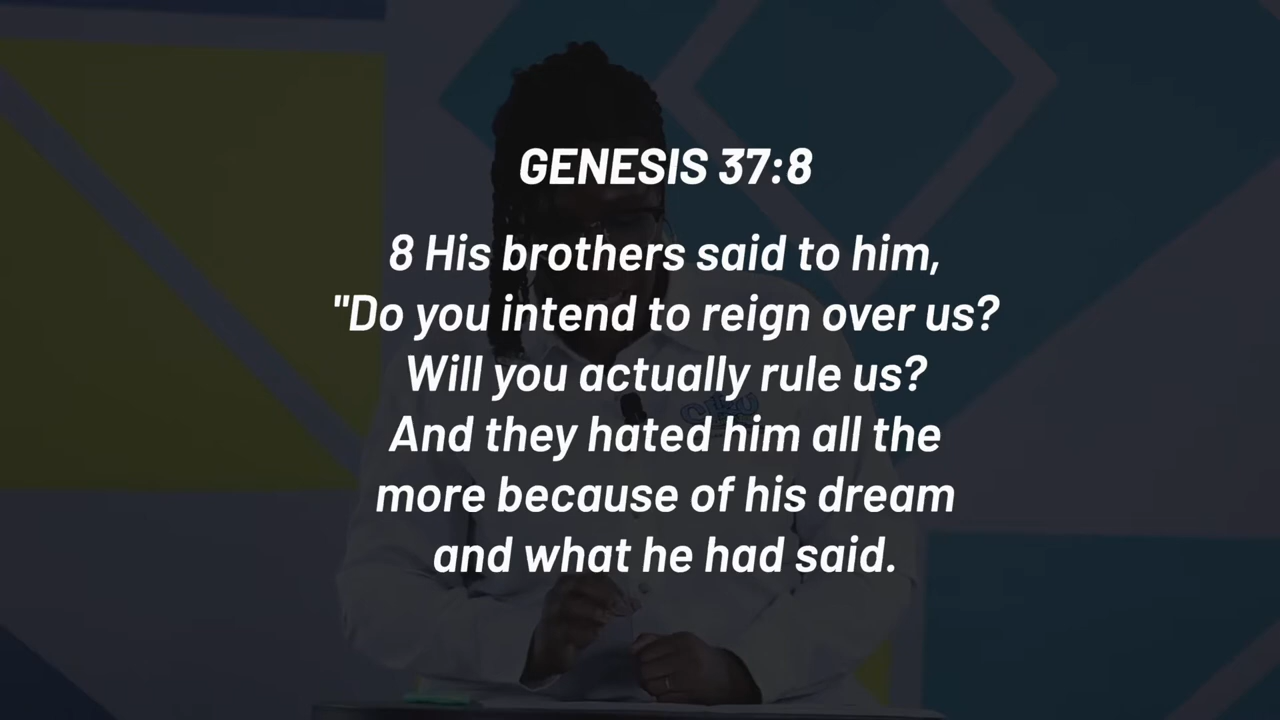 GENESIS 37:8
8 His brothers said to him,
"Do you intend to reign over us?
Will you actually rule us?
And they hated him all the
more because of his dream
and what he had said.